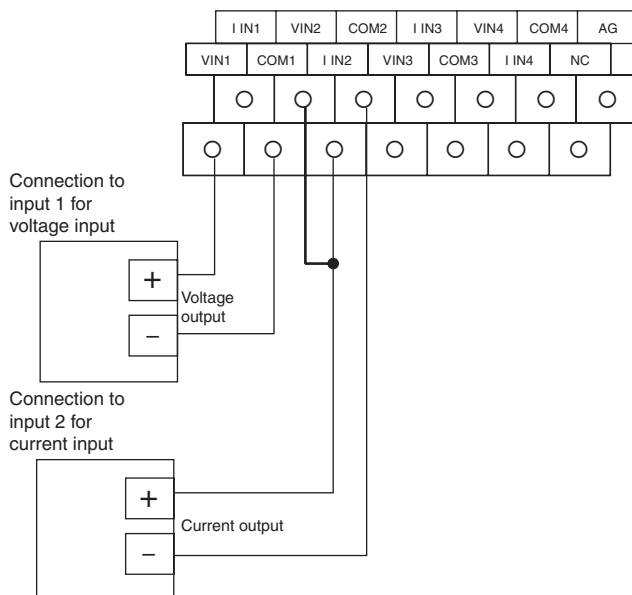 I IN1 VIN2 COM2 I IN3 VIN4 COM4 AG
VIN1 COM1 I IN2 VIN3 COM3 I IN4 NC
Connection to
input 1 for
voltage input
+
Voltage
output
−
Connection to
input 2 for
current input
+
Current output
−